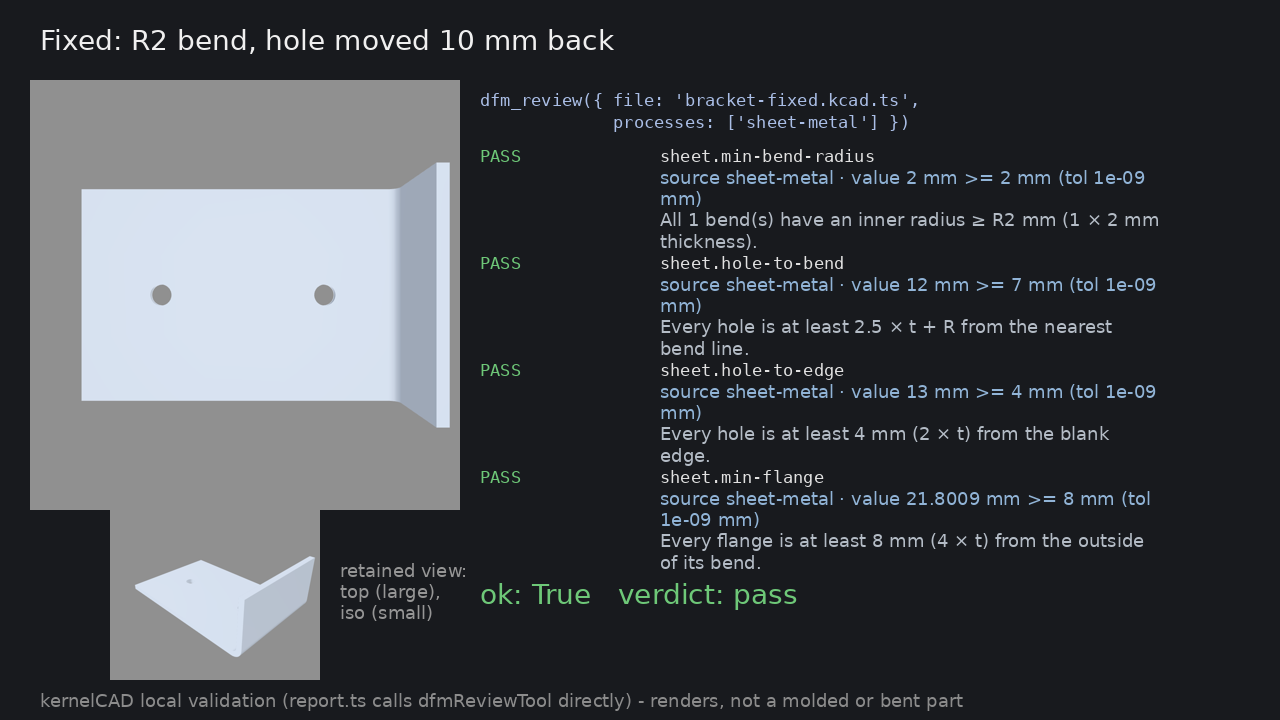 Fixed: R2 bend, hole moved 10 mm back
dfm_review({ file: 'bracket-fixed.kcad.ts',
processes: ['sheet-metal'] })
PASS sheet.min-bend-radius
source sheet-metal · value 2 mm >= 2 mm (tol 1e-09
mm)
All 1 bend(s) have an inner radius ≥ R2 mm (1 × 2 mm
thickness).
PASS sheet.hole-to-bend
source sheet-metal · value 12 mm >= 7 mm (tol 1e-09
mm)
Every hole is at least 2.5 × t + R from the nearest
bend line.
PASS sheet.hole-to-edge
source sheet-metal · value 13 mm >= 4 mm (tol 1e-09
mm)
Every hole is at least 4 mm (2 × t) from the blank
edge.
PASS sheet.min-flange
source sheet-metal · value 21.8009 mm >= 8 mm (tol
1e-09 mm)
Every flange is at least 8 mm (4 × t) from the outside
of its bend.
retained view:
top (large),
iso (small)
ok: True verdict: pass
kernelCAD local validation (report.ts calls dfmReviewTool directly) - renders, not a molded or bent part